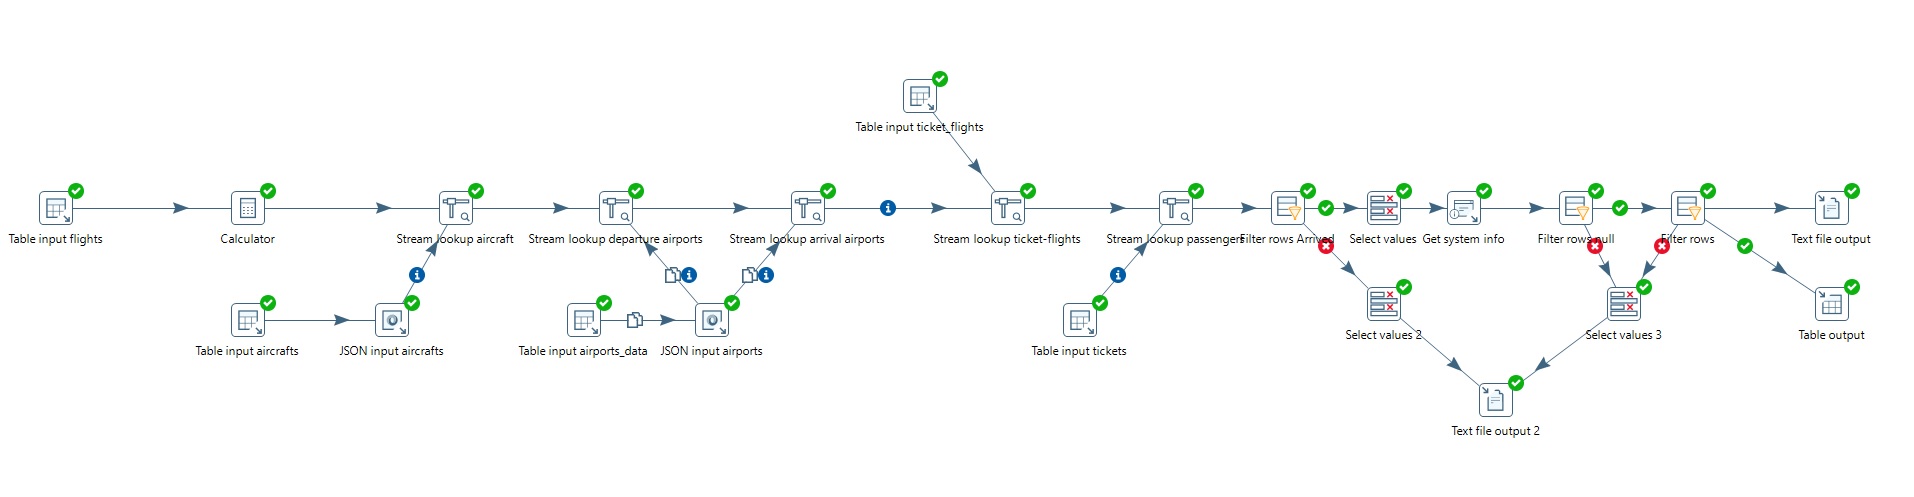 Table input ticket_flights
Table input flights
Calculator
Stream lookup aircraft
Stream lookup departure airports
Stream lookup arrival airports
Stream lookup ticket-flights
Stream lookup passengers
Filter rows Arrived
Select values
Get system info
Filter rows null
Filter rows
Text file output
Table input aircrafts
JSON input aircrafts
Table input airports_data
JSON input airports
Table input tickets
Select values 2
Select values 3
Table output
Text file output 2